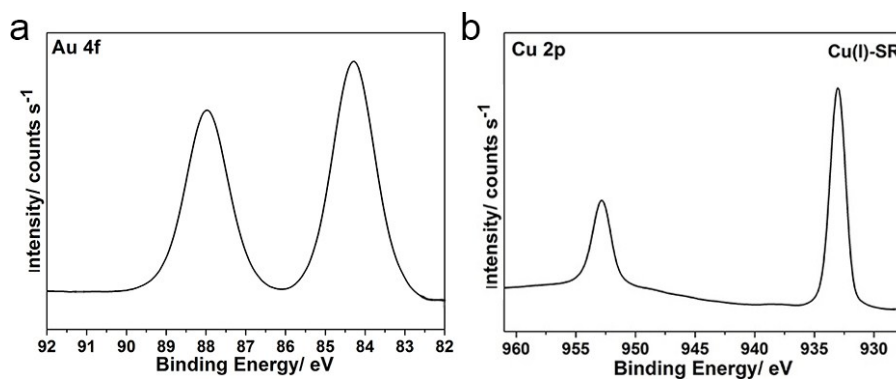 a
Au 4f
Intensity/ counts s⁻¹
92 91 90 89 88 87 86 85 84 83 82
Binding Energy/ eV
b
Cu 2p
Cu(I)-SR
Intensity/ counts s⁻¹
960 955 950 945 940 935 930
Binding Energy/ eV